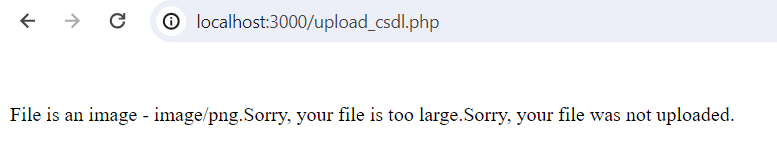 localhost:3000/upload_csdl.php
File is an image - image/png.Sorry, your file is too large.Sorry, your file was not uploaded.